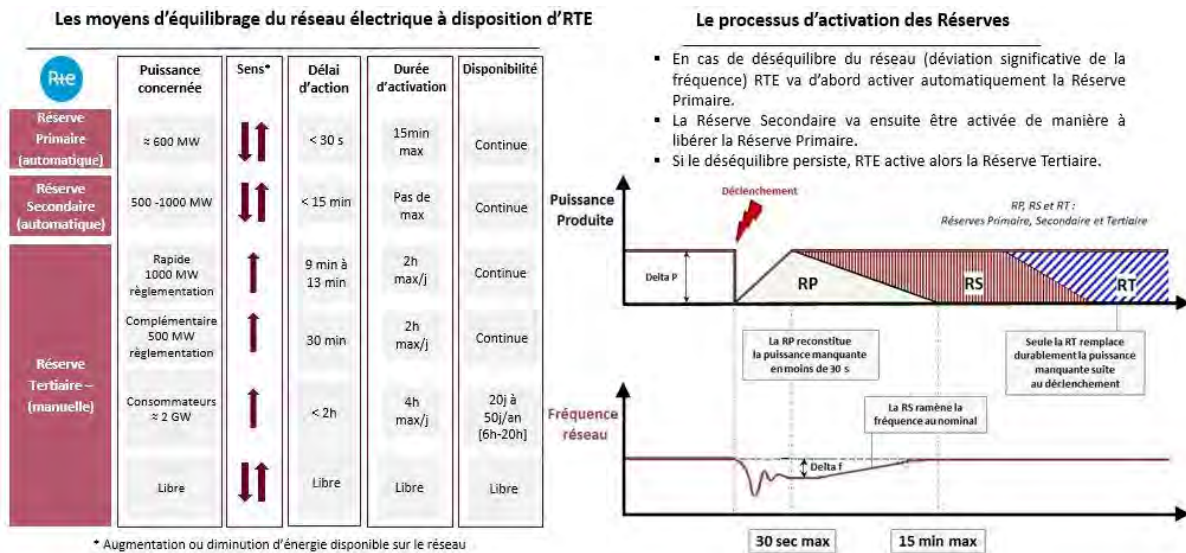 Les moyens d'équilibrage du réseau électrique à disposition d'RTE
Rte
Puissance
concernée
Sens*
Délai
d'action
Durée
d'activation
Disponibilité
Réserve
Primaire
(automatique)
≈ 600 MW
< 30 s
15min
max
Continue
Réserve
Secondaire
(automatique)
500 -1000 MW
< 15 min
Pas de
max
Continue
Réserve
Tertiaire –
(manuelle)
Rapide
1000 MW
règlementation
9 min à
13 min
2h
max/j
Continue
Complémentaire
500 MW
règlementation
30 min
2h
max/j
Continue
Consommateurs
≈ 2 GW
< 2h
4h
max/j
20j à
50j/an
[6h-20h]
Libre
Libre
Libre
Libre
* Augmentation ou diminution d'énergie disponible sur le réseau
Le processus d'activation des Réserves
▪ En cas de déséquilibre du réseau (déviation significative de la
fréquence) RTE va d'abord activer automatiquement la Réserve
Primaire.
▪ La Réserve Secondaire va ensuite être activée de manière à
libérer la Réserve Primaire.
▪ Si le déséquilibre persiste, RTE active alors la Réserve Tertiaire.
Puissance
Produite
Déclenchement
RP, RS et RT :
Réserves Primaire, Secondaire et Tertiaire
Delta P
RP
RS
RT
La RP reconstitue
la puissance manquante
en moins de 30 s
Seule la RT remplace
durablement la puissance
manquante suite
au déclenchement
Fréquence
réseau
La RS ramène la
fréquence au nominal
Delta f
30 sec max
15 min max